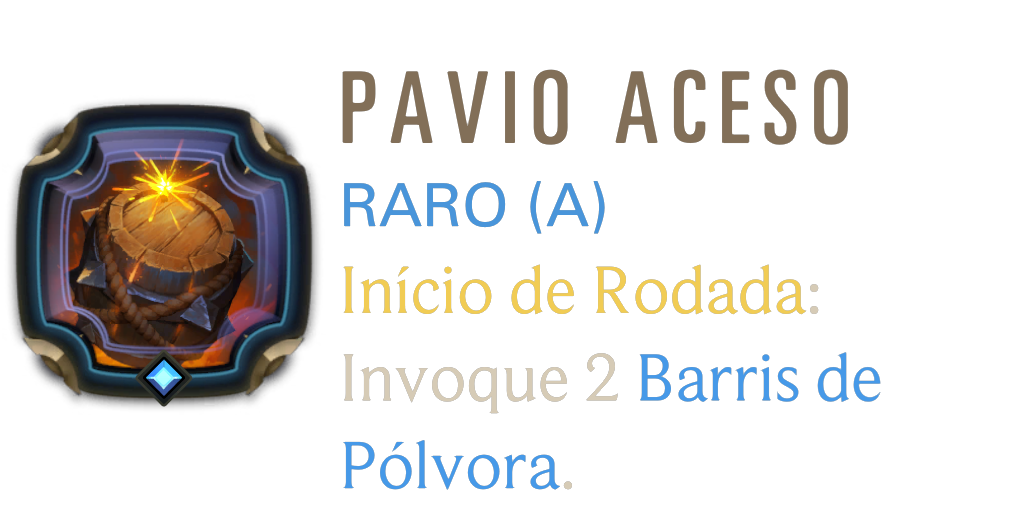 PAVIO ACESO
RARO (A)
Início de Rodada:
Invoque 2 Barris de
Pólvora.